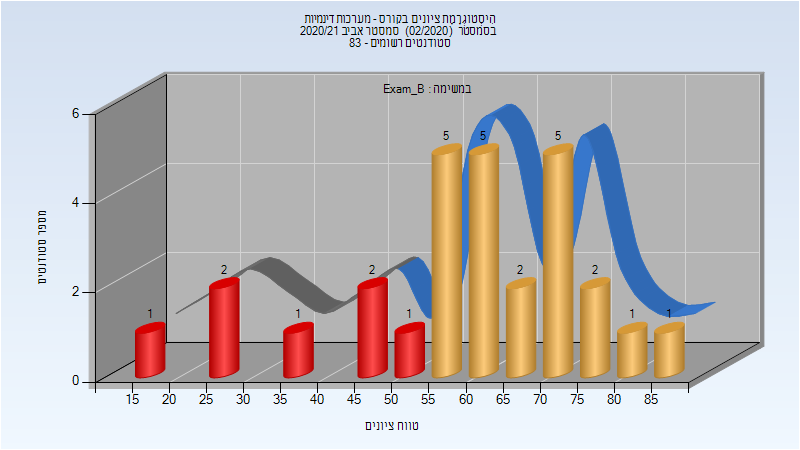 היסטוגרמת ציונים בקורס - מערכות דינמיות
בסמסטר (02/2020) סמסטר אביב 2020/21
סטודנטים רשומים - 83
במשימה : Exam_B
מספר סטודנטים
6
4
2
0
1
2
1
2
1
5
5
2
5
2
1
1
15 20 25 30 35 40 45 50 55 60 65 70 75 80 85
טווח ציונים